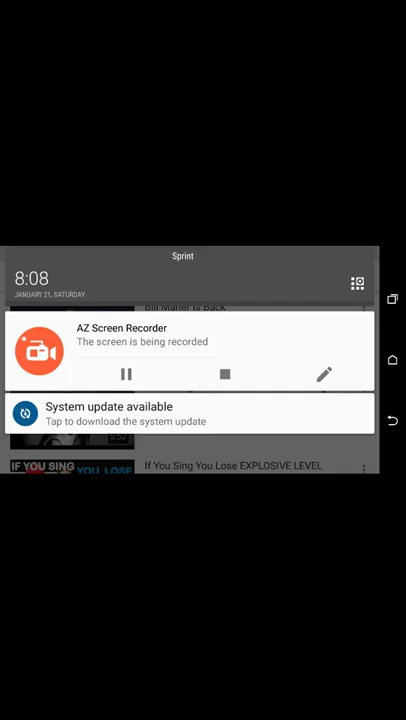 Sprint
8:08
JANUARY 21, SATURDAY
Bill Maher is Back
AZ Screen Recorder
The screen is being recorded
System update available
Tap to download the system update
5:52
IF YOU SING YOU LOSE
If You Sing You Lose EXPLOSIVE LEVEL